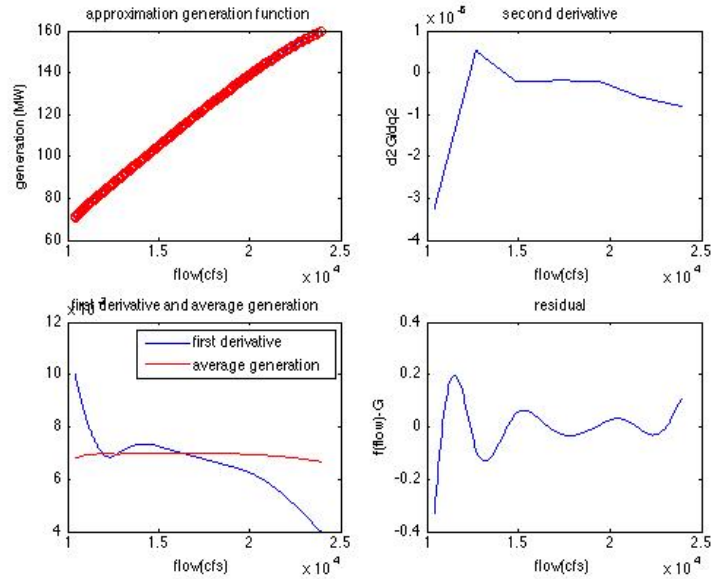 approximation generation function
160
140
120
100
80
60
generation (MW)
1 1.5 2 2.5
flow(cfs)
× 10^4
× 10^-5
second derivative
1
0
-1
-2
-3
-4
d2G/dq2
1 1.5 2 2.5
flow(cfs)
× 10^4
× 10^-3
first derivative and average generation
12
10
8
6
4
first derivative
average generation
1 1.5 2 2.5
flow(cfs)
× 10^4
residual
0.4
0.2
0
-0.2
-0.4
f(flow)-G
1 1.5 2 2.5
flow(cfs)
× 10^4